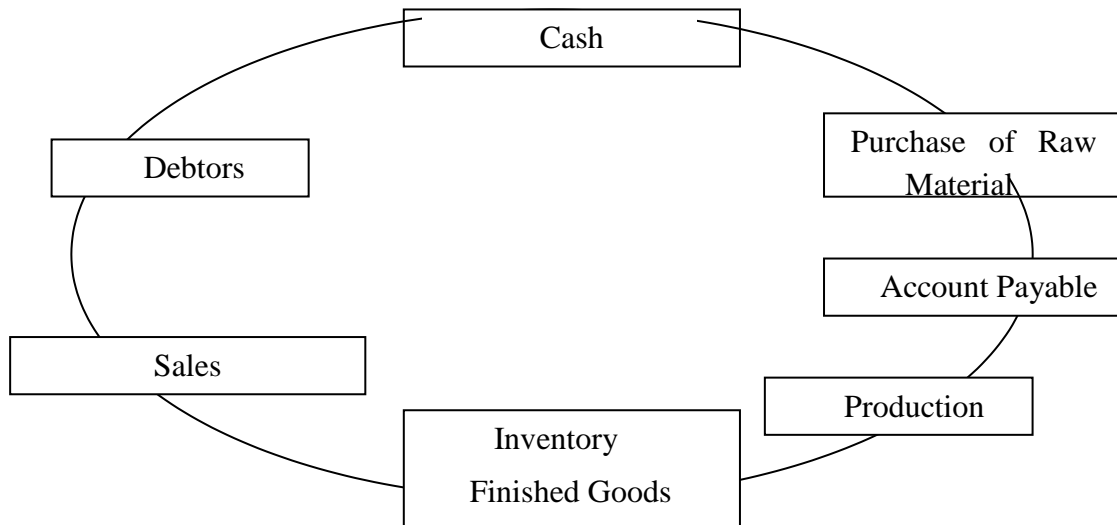 Cash
Purchase of Raw
Material
Debtors
Account Payable
Sales
Production
Inventory
Finished Goods